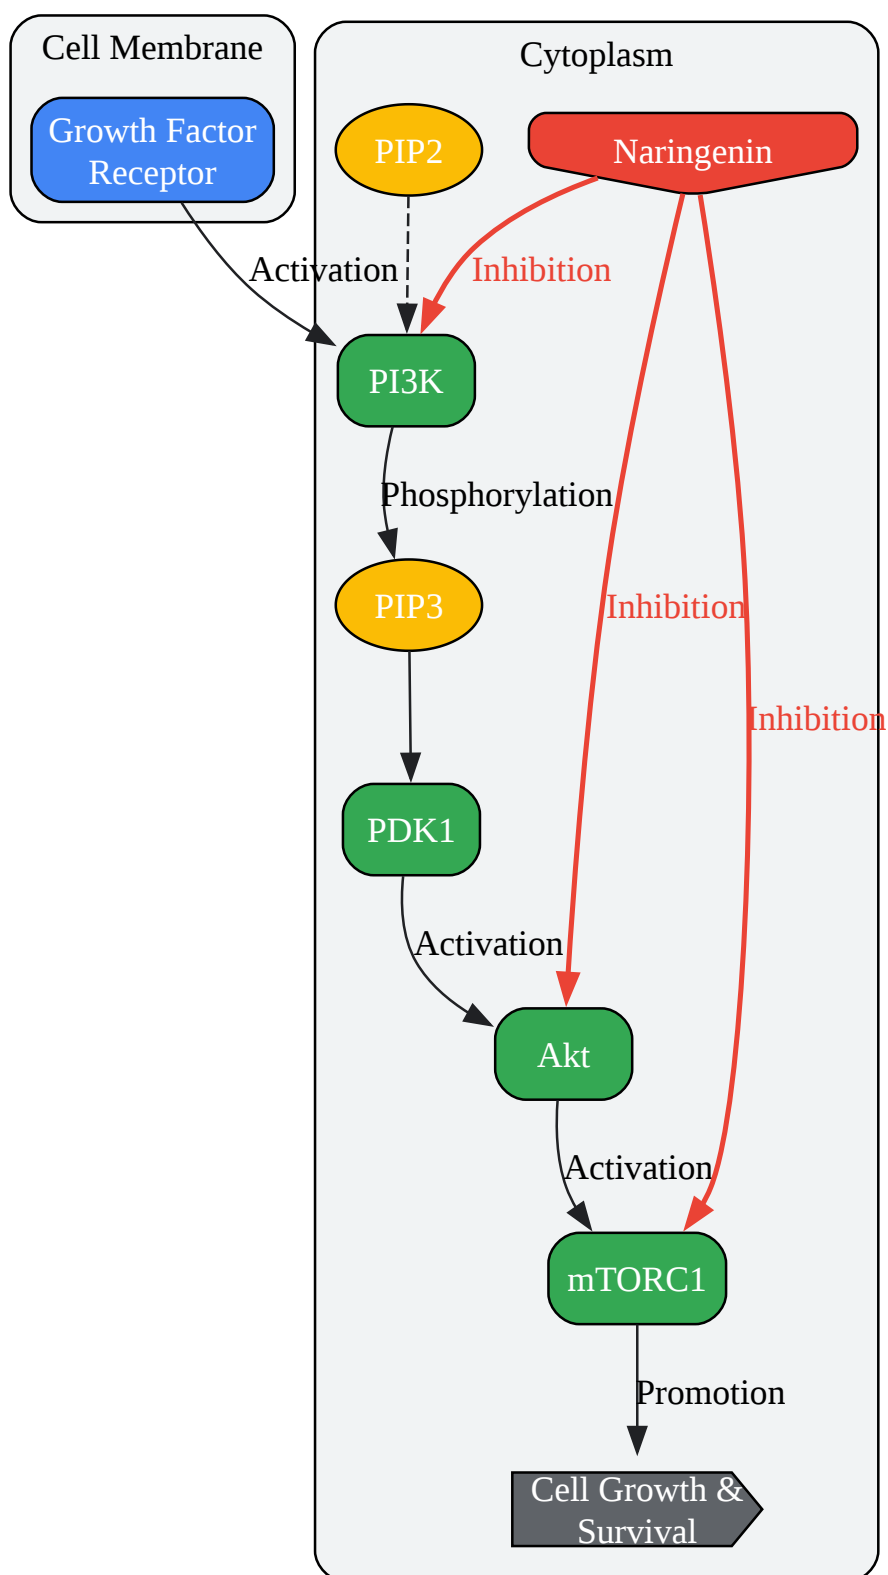 Cell Membrane
Cytoplasm
Growth Factor
Receptor
PIP2
Naringenin
Activation
Inhibition
PI3K
Phosphorylation
PIP3
Inhibition
Inhibition
PDK1
Activation
Akt
Activation
mTORC1
Promotion
Cell Growth &
Survival